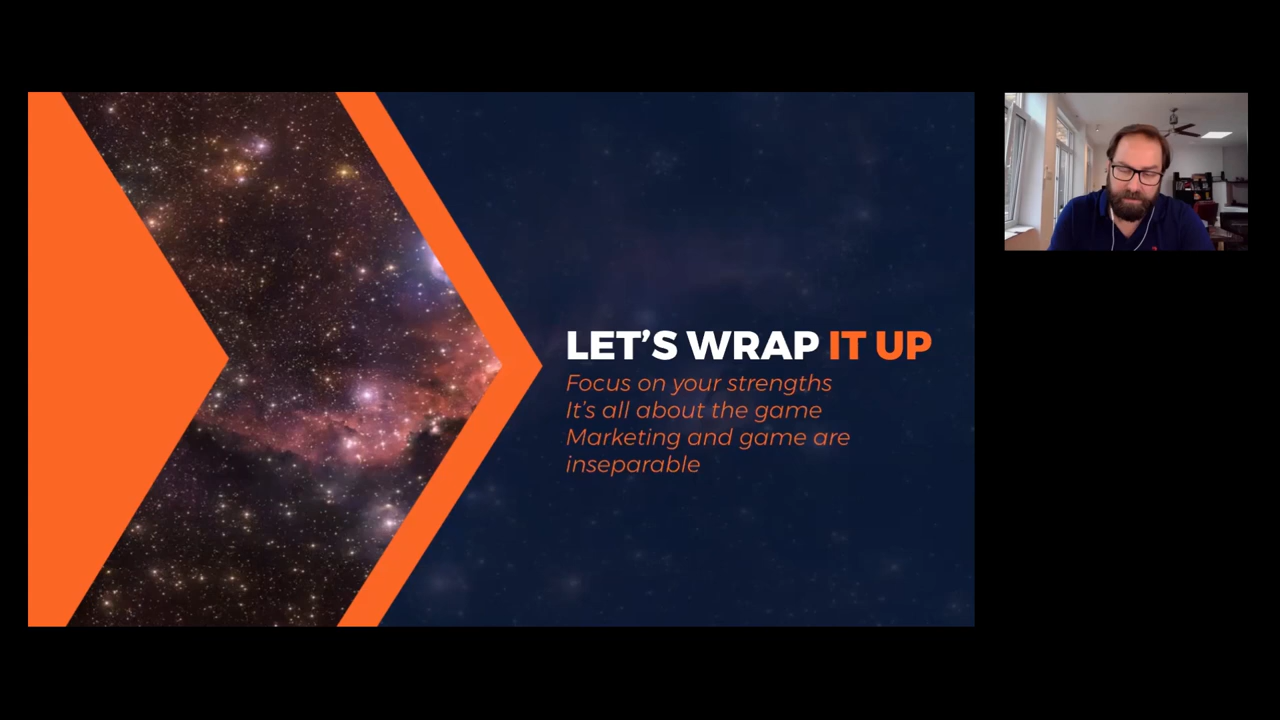 LET'S WRAP IT UP
Focus on your strengths
It's all about the game
Marketing and game are
inseparable